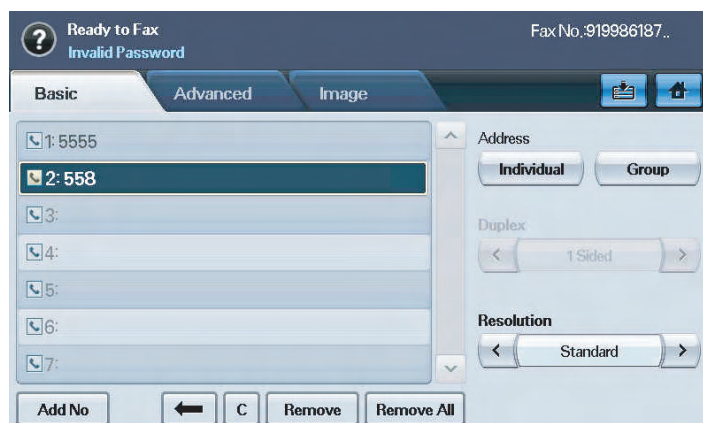 Ready to Fax
Invalid Password
Fax No.:919986187..
Basic
Advanced
Image
1: 5555
2: 558
3:
4:
5:
6:
7:
Address
Individual
Group
Duplex
< 1 Sided >
Resolution
< Standard >
Add No
C
Remove
Remove All